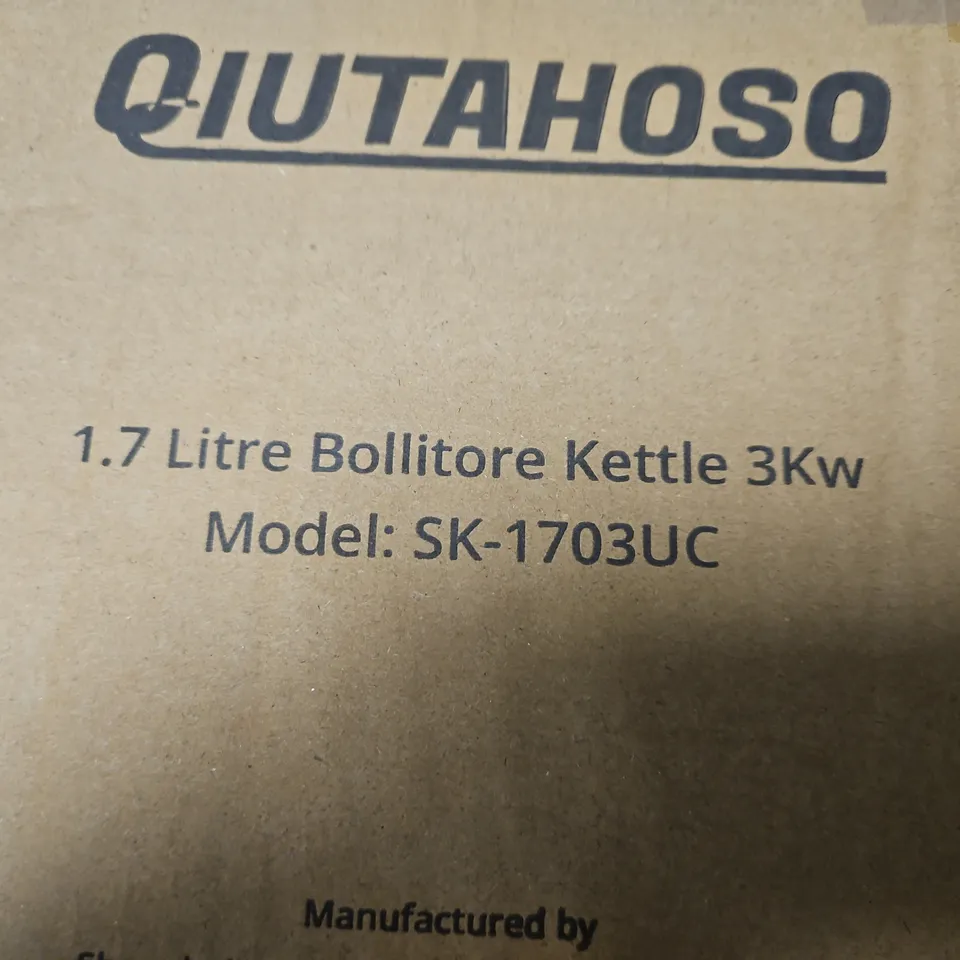 QIUTAHOSO
1.7 Litre Bollitore Kettle 3Kw
Model: SK-1703UC
Manufactured by